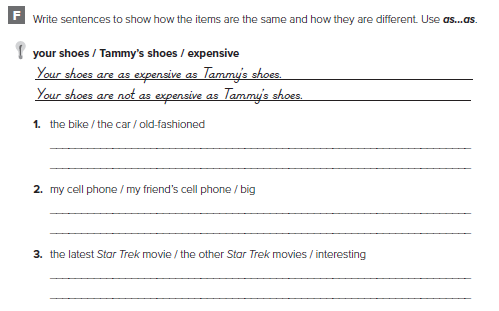 F Write sentences to show how the items are the same and how they are different. Use as...as.
your shoes / Tammy's shoes / expensive
Your shoes are as expensive as Tammy's shoes.
Your shoes are not as expensive as Tammy's shoes.
1. the bike / the car / old-fashioned
2. my cell phone / my friend's cell phone / big
3. the latest Star Trek movie / the other Star Trek movies / interesting